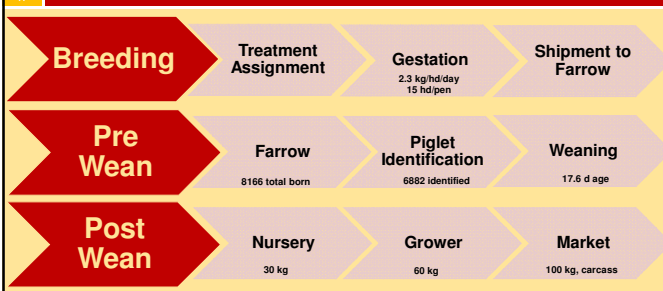 Breeding
Treatment
Assignment
Gestation
2.3 kg/hd/day
15 hd/pen
Shipment to
Farrow
Pre
Wean
Farrow
8166 total born
Piglet
Identification
6882 identified
Weaning
17.6 d age
Post
Wean
Nursery
30 kg
Grower
60 kg
Market
100 kg, carcass